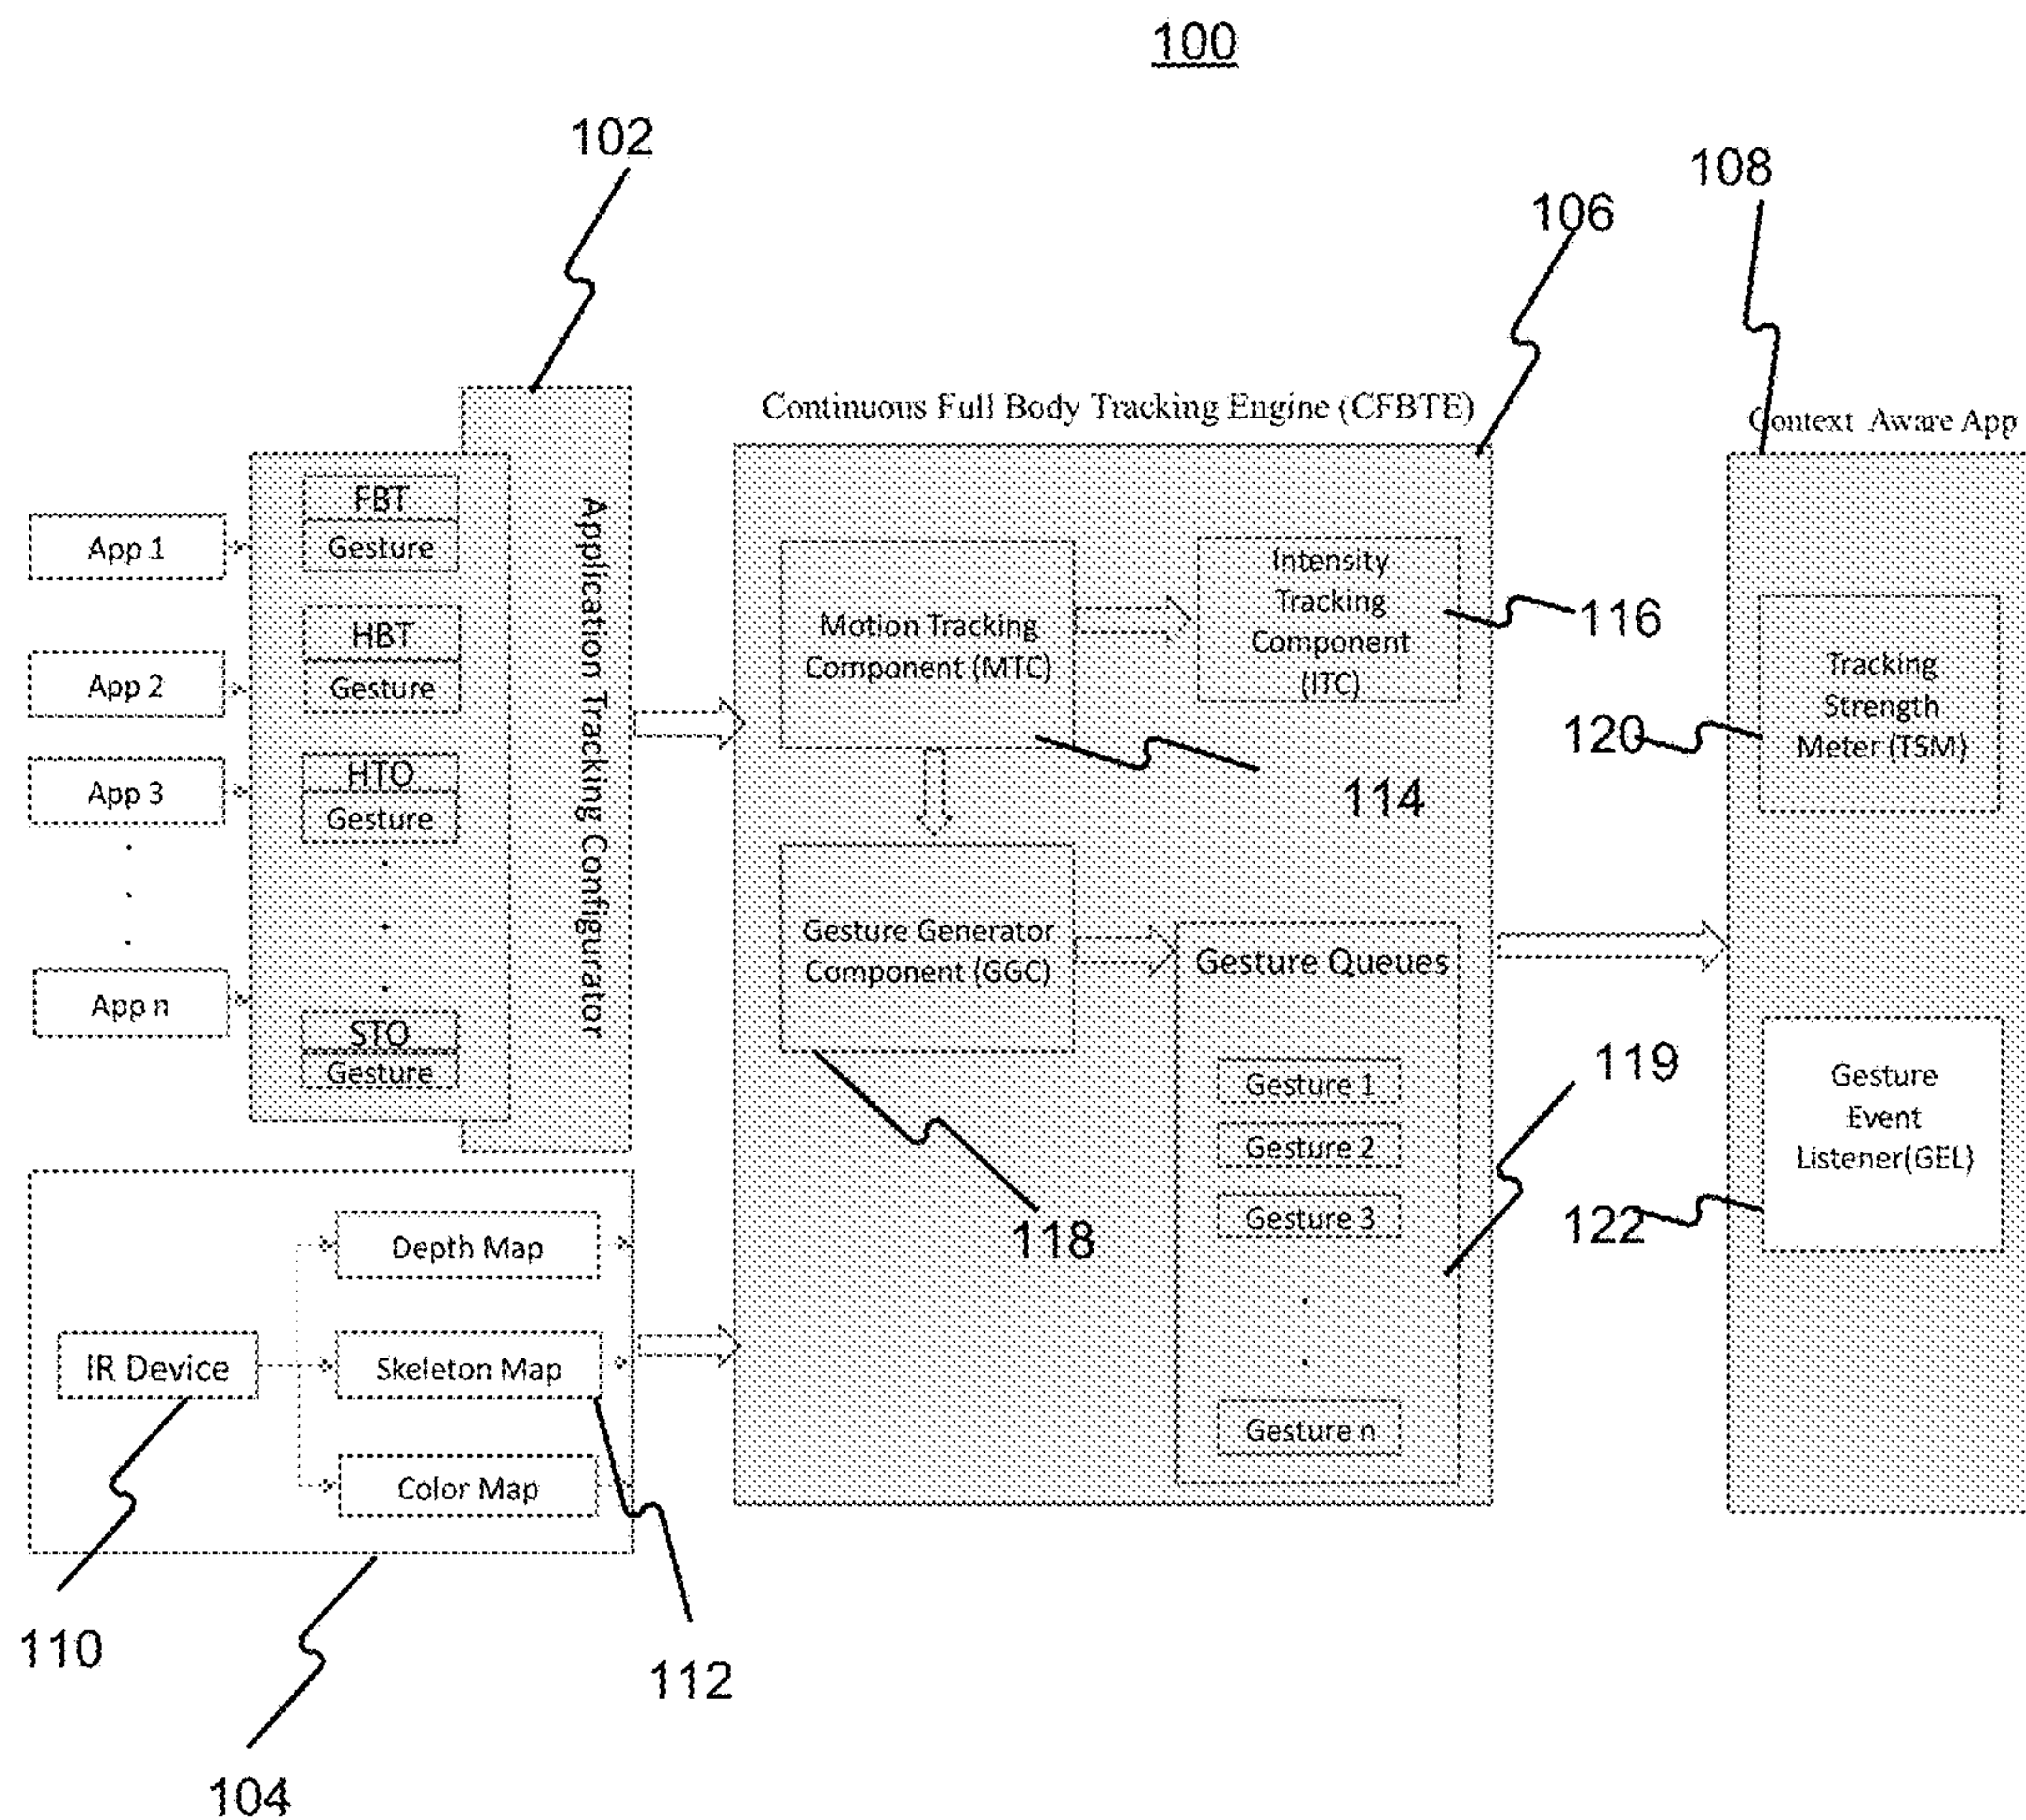 100
102
108
106
Continuous Full Body Tracking Engine (CFBTE)
Context Aware App
App 1
App 2
App 3
App n
FBT
Gesture
HBT
Gesture
HTO
Gesture
STO
Gesture
Application Tracking Configurator
Motion Tracking
Component (MTC)
Intensity
Tracking
Component
(ITC)
116
114
120
Tracking
Strength
Meter (TSM)
Gesture Generator
Component (GGC)
118
Gesture Queues
Gesture 1
Gesture 2
Gesture 3
Gesture n
119
Gesture
Event
Listener(GEL)
122
IR Device
Depth Map
Skeleton Map
Color Map
110
112
104